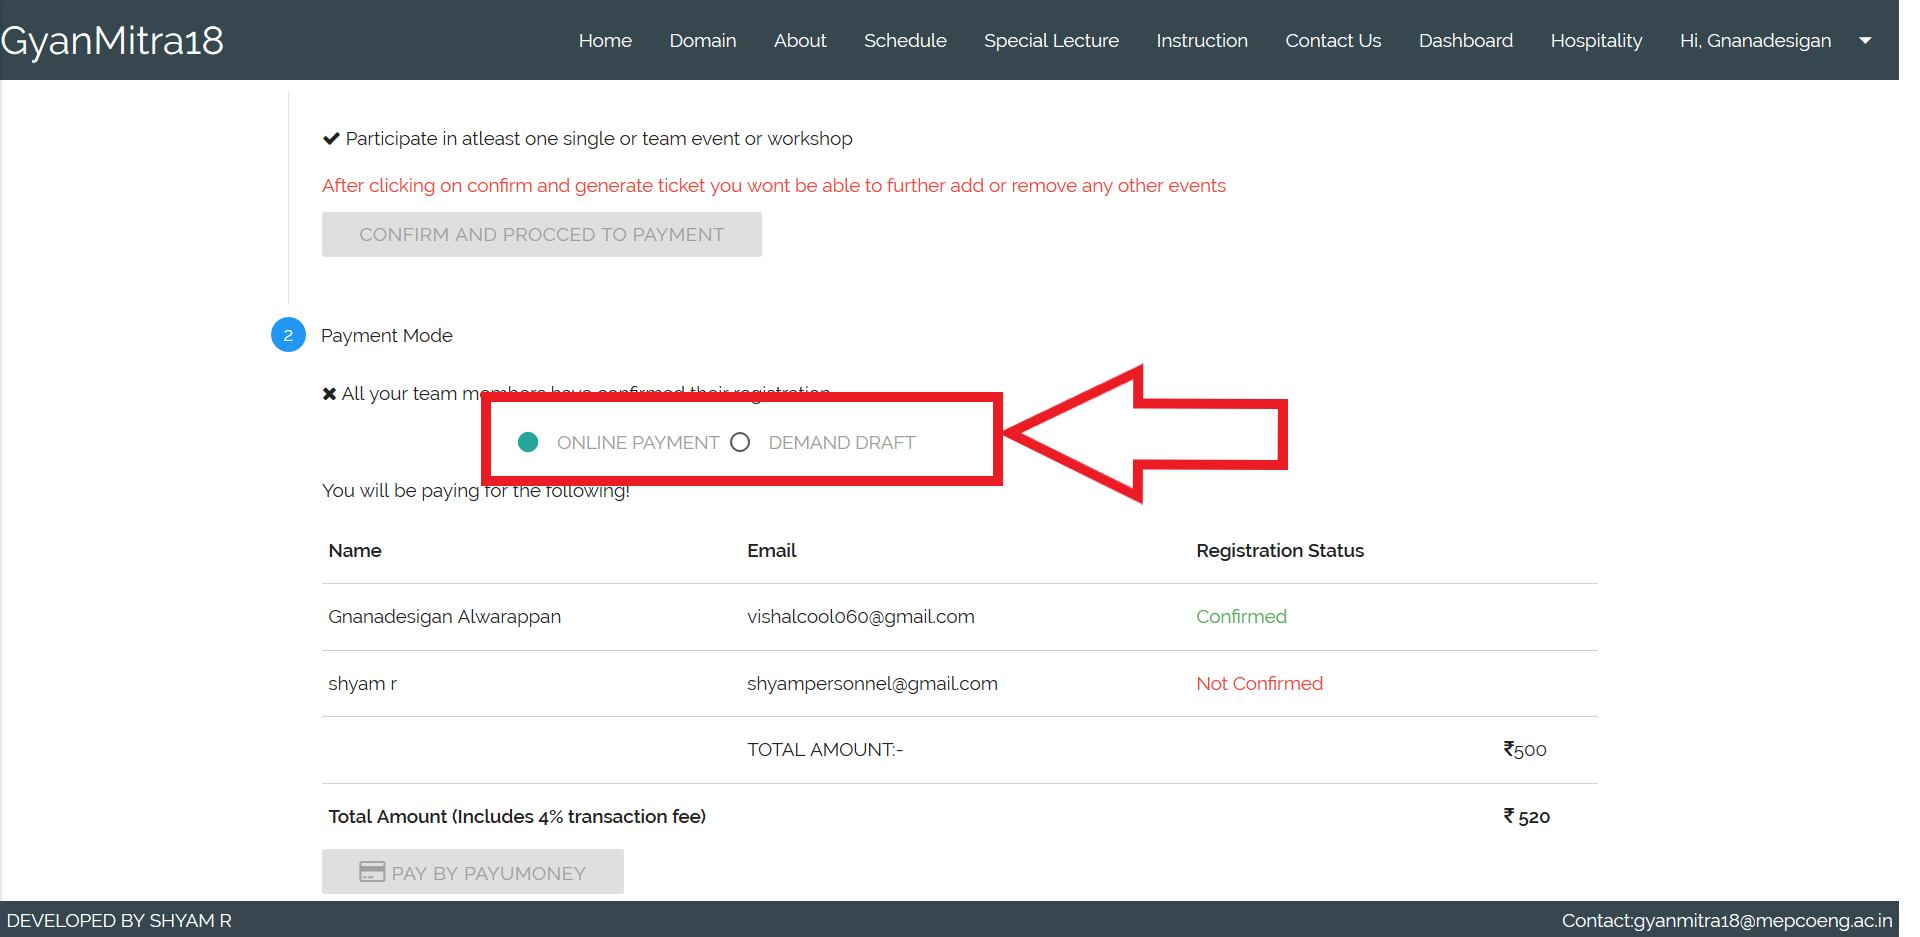 GyanMitra18 Home Domain About Schedule Special Lecture Instruction Contact Us Dashboard Hospitality Hi, Gnanadesigan
✔ Participate in atleast one single or team event or workshop
After clicking on confirm and generate ticket you wont be able to further add or remove any other events
CONFIRM AND PROCCED TO PAYMENT
2 Payment Mode
✖ All your team members have confirmed their registration
ONLINE PAYMENT DEMAND DRAFT
You will be paying for the following!
Name Email Registration Status
Gnanadesigan Alwarappan vishalcool060@gmail.com Confirmed
shyam r shyampersonnel@gmail.com Not Confirmed
TOTAL AMOUNT:- ₹500
Total Amount (Includes 4% transaction fee) ₹ 520
PAY BY PAYUMONEY
DEVELOPED BY SHYAM R Contact:gyanmitra18@mepcoeng.ac.in